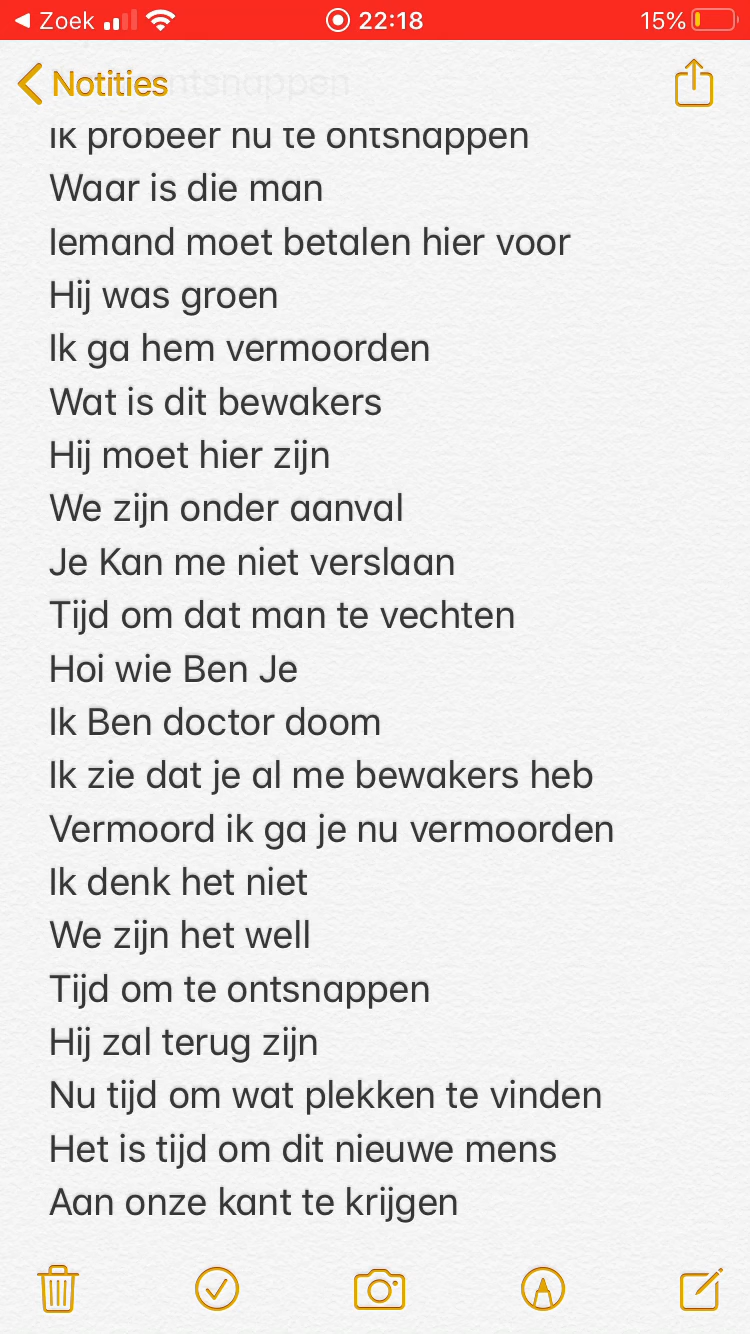 Zoek
22:18
15%
Notities
ontsnappen
Ik probeer nu te ontsnappen
Waar is die man
Iemand moet betalen hier voor
Hij was groen
Ik ga hem vermoorden
Wat is dit bewakers
Hij moet hier zijn
We zijn onder aanval
Je Kan me niet verslaan
Tijd om dat man te vechten
Hoi wie Ben Je
Ik Ben doctor doom
Ik zie dat je al me bewakers heb
Vermoord ik ga je nu vermoorden
Ik denk het niet
We zijn het well
Tijd om te ontsnappen
Hij zal terug zijn
Nu tijd om wat plekken te vinden
Het is tijd om dit nieuwe mens
Aan onze kant te krijgen